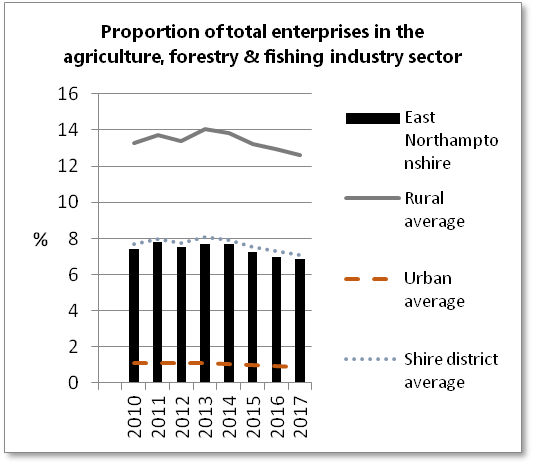 Proportion of total enterprises in the
agriculture, forestry & fishing industry sector
16
14
12
10
8
6
4
2
0
%
2010
2011
2012
2013
2014
2015
2016
2017
East
Northampto
nshire
Rural
average
Urban
average
Shire district
average